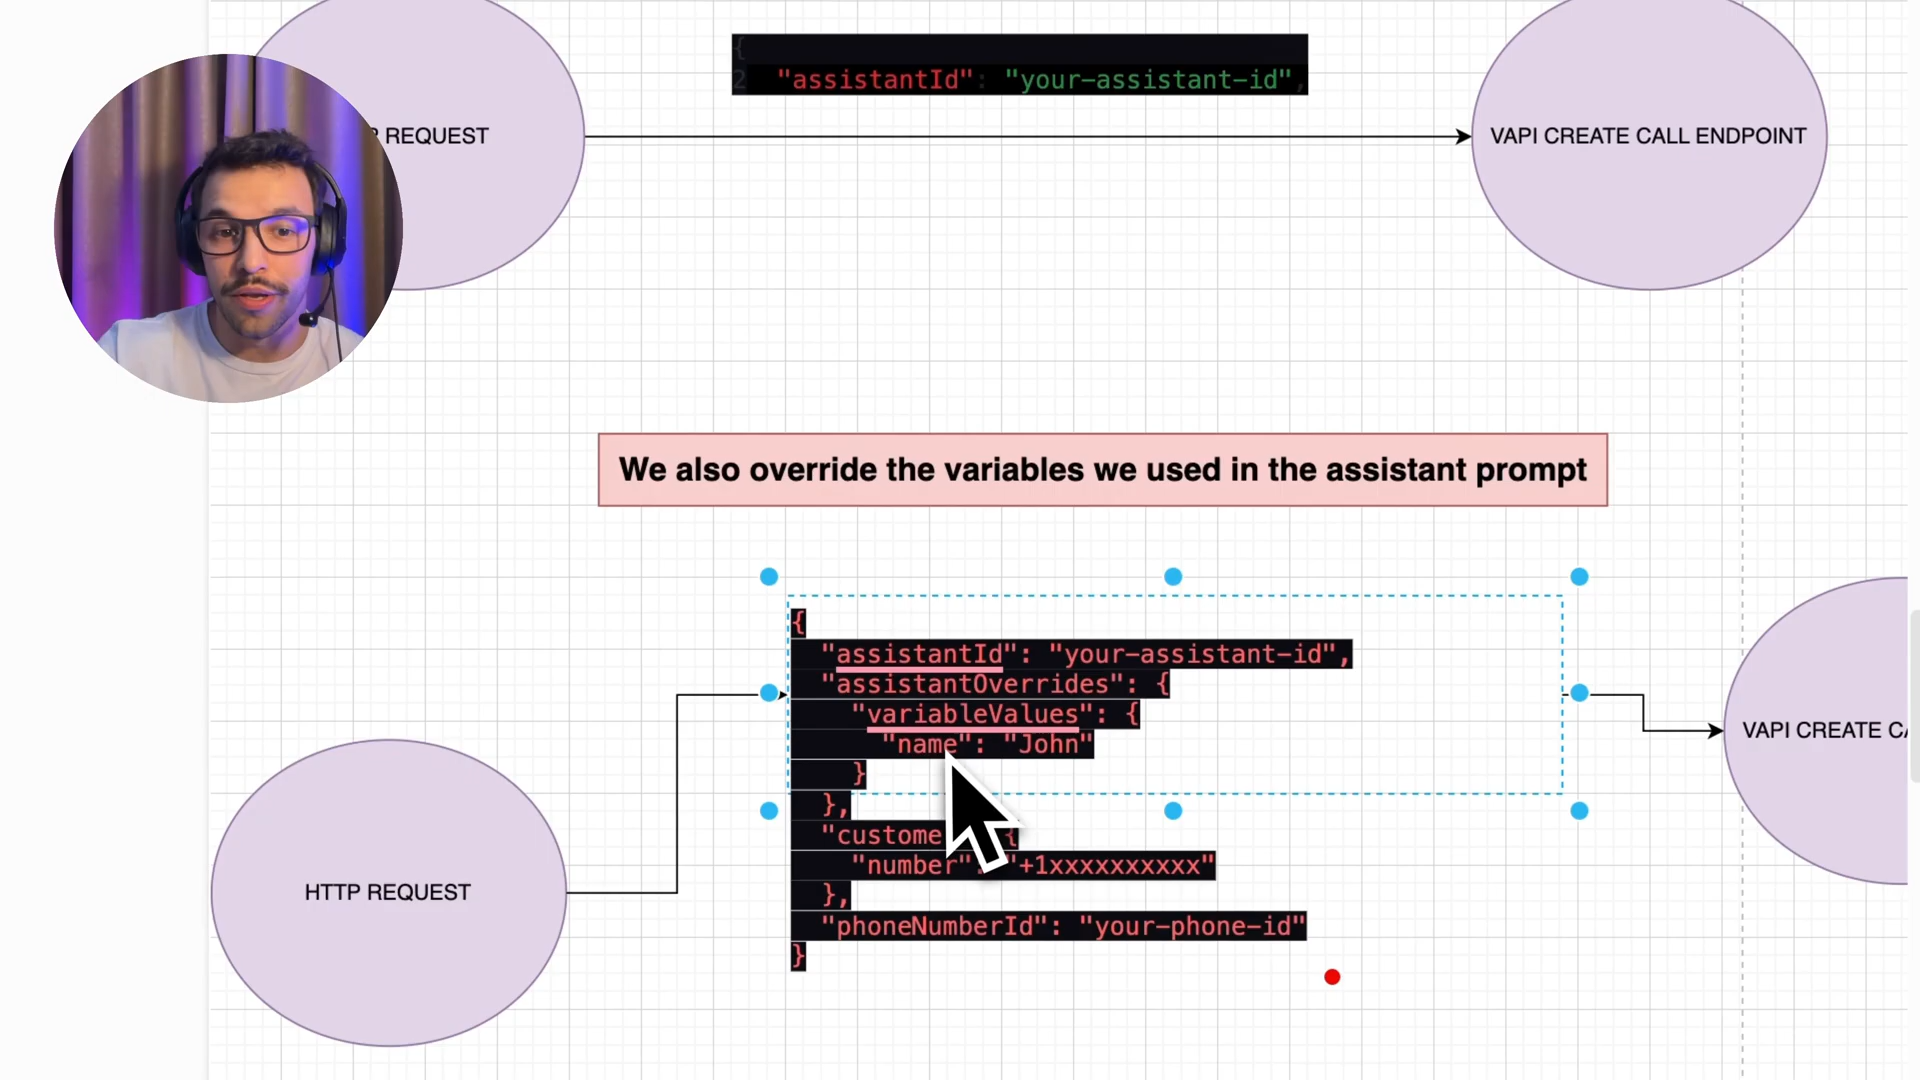 {
2 "assistantId": "your-assistant-id",
REQUEST
VAPI CREATE CALL ENDPOINT
We also override the variables we used in the assistant prompt
{
"assistantId": "your-assistant-id",
"assistantOverrides": {
"variableValues": {
"name": "John"
}
},
"custome {
"number": "+1xxxxxxxxxx"
},
"phoneNumberId": "your-phone-id"
}
HTTP REQUEST
VAPI CREATE